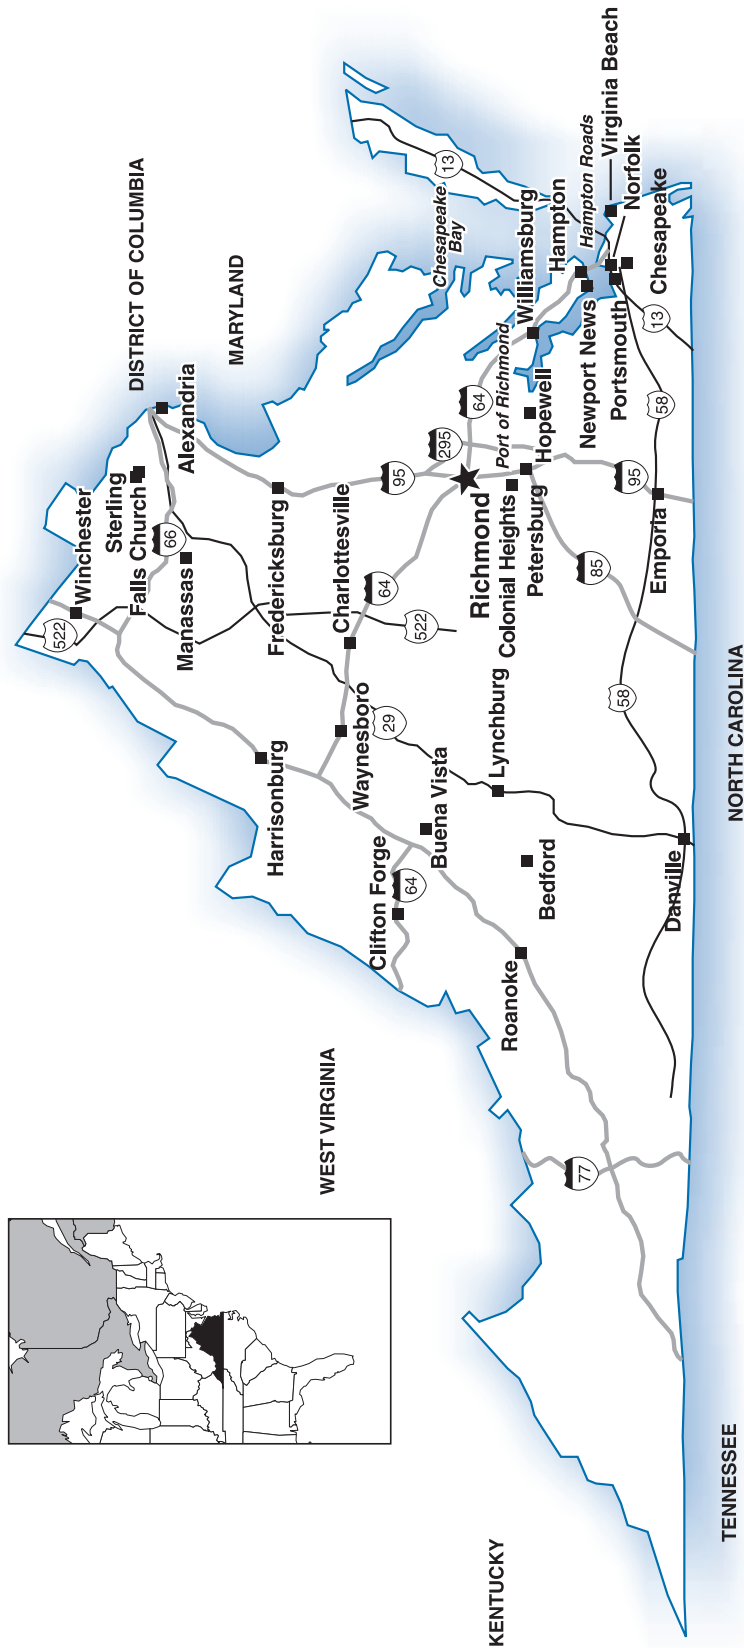 DISTRICT OF COLUMBIA
MARYLAND
WEST VIRGINIA
KENTUCKY
TENNESSEE
NORTH CAROLINA
Winchester
522
Sterling
Falls Church
66
Manassas
Alexandria
Harrisonburg
Fredericksburg
Charlottesville
Waynesboro
64
522
29
95
295
64
Chesapeake
Bay
13
Clifton Forge
64
Buena Vista
Lynchburg
Richmond
Port of Richmond
Colonial Heights
Hopewell
Petersburg
Williamsburg
Hampton
Hampton Roads
Virginia Beach
Norfolk
Newport News
Portsmouth
Chesapeake
13
Roanoke
Bedford
85
95
Emporia
58
58
Danville
77